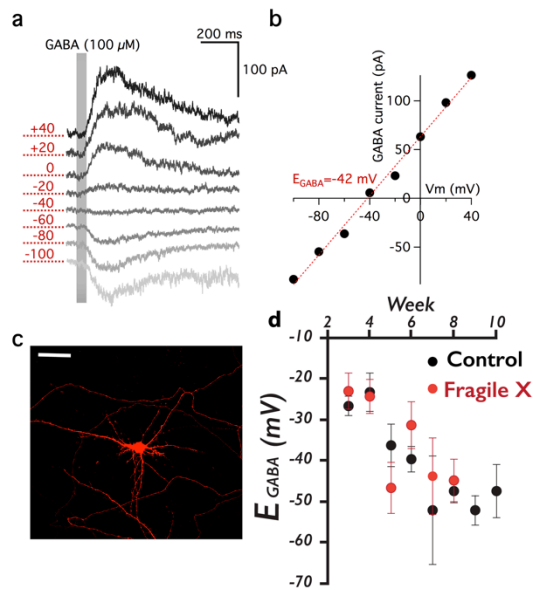 a
200 ms
GABA (100 µM)
100 pA
+40
+20
0
-20
-40
-60
-80
-100
b
GABA current (pA)
100
50
E GABA=-42 mV
Vm (mV)
-80
-40
0
40
-50
c
d
Week
2
4
6
8
10
-10
-20
-30
-40
-50
-60
-70
E GABA (mV)
Control
Fragile X